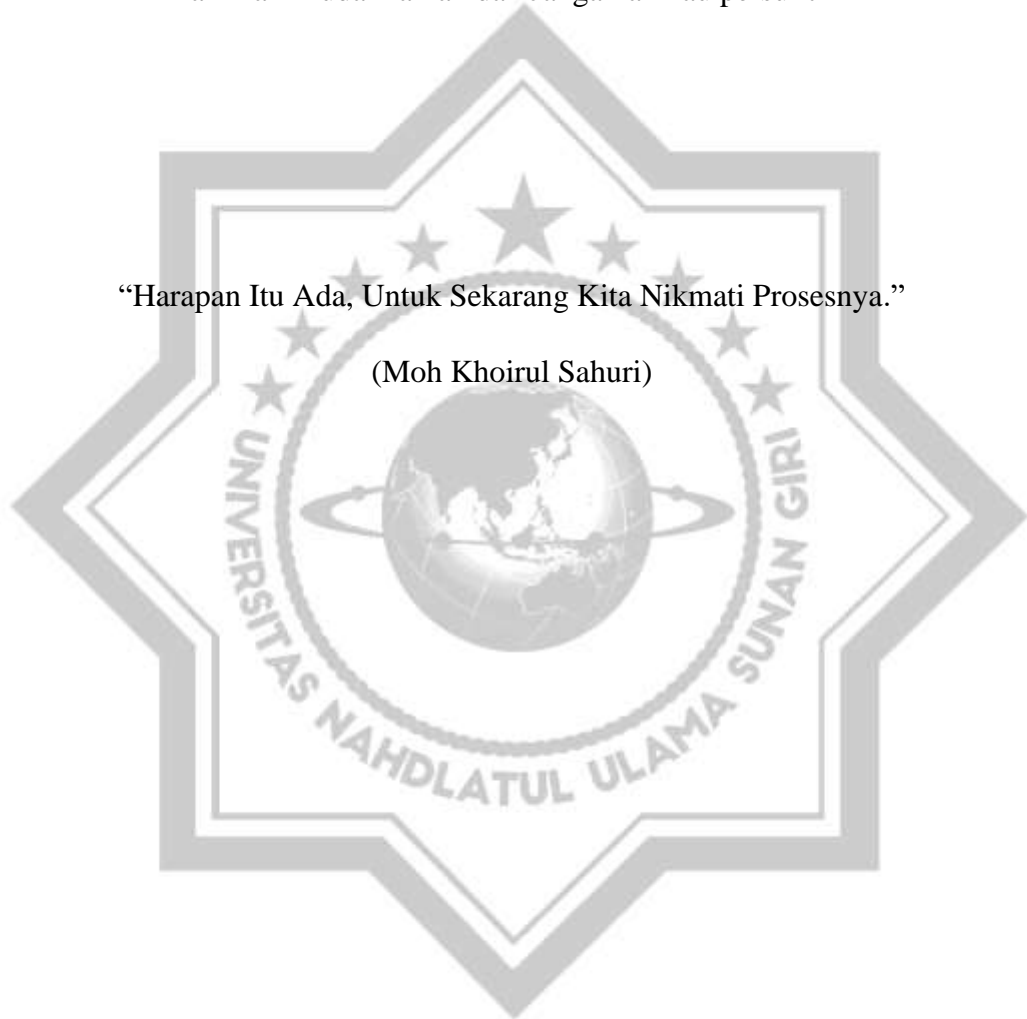 “Harapan Itu Ada, Untuk Sekarang Kita Nikmati Prosesnya.”
(Moh Khoirul Sahuri)
UNIVERSITAS NAHDLATUL ULAMA SUNAN GIRI